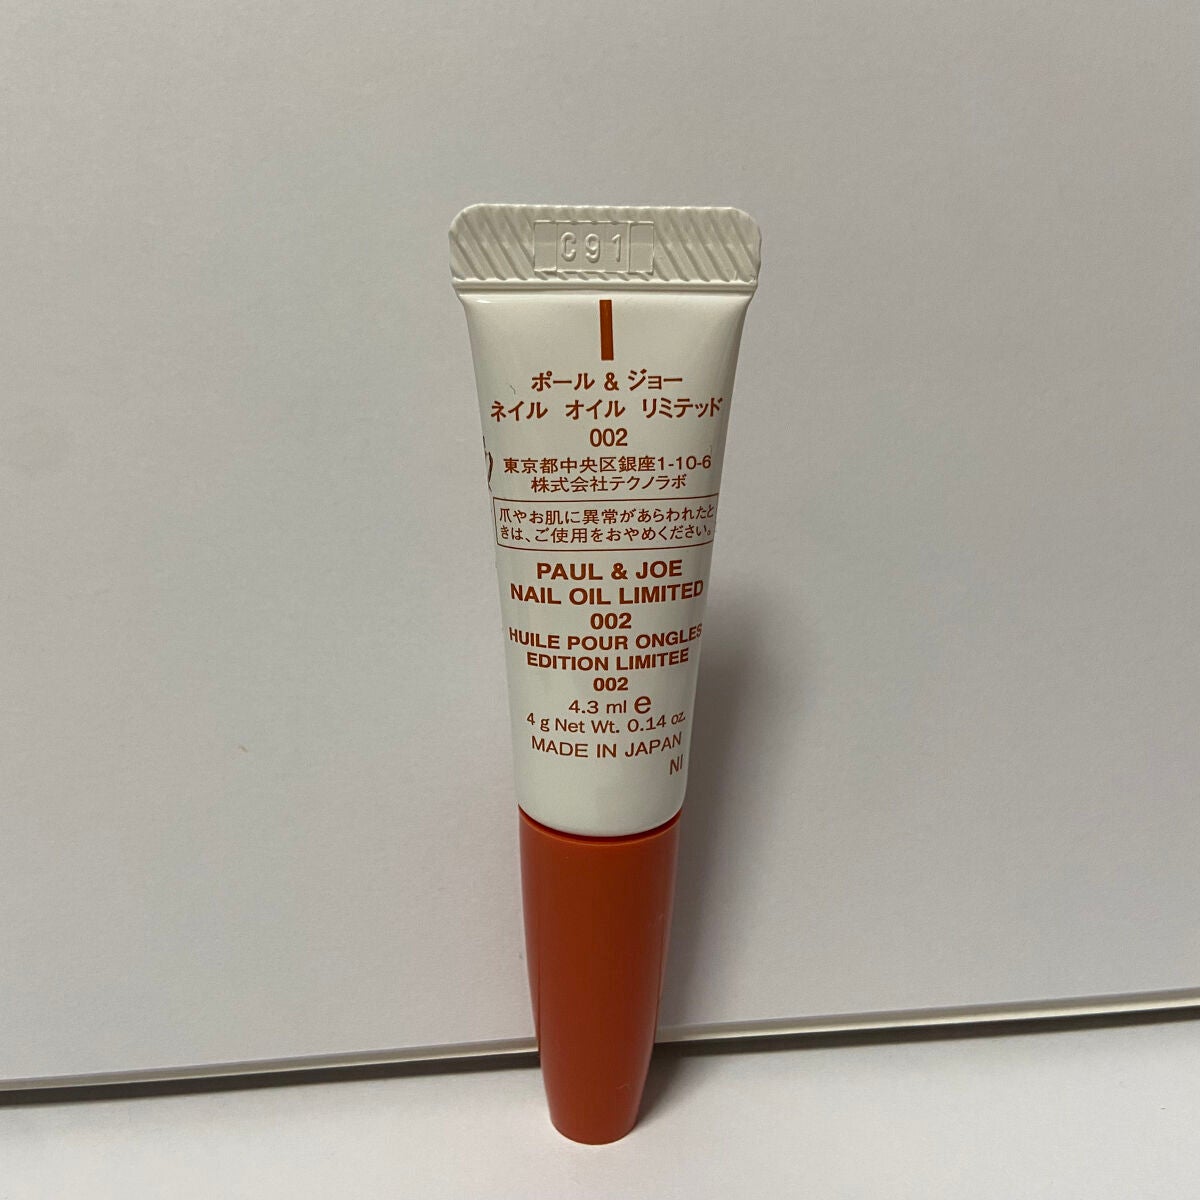 C91
ポール & ジョー
ネイル オイル リミテッド
002
東京都中央区銀座1-10-6
株式会社テクノラボ
爪やお肌に異常があらわれたと
きは、ご使用をおやめください。
PAUL & JOE
NAIL OIL LIMITED
002
HUILE POUR ONGLES
EDITION LIMITEE
002
4.3 ml e
4 g Net Wt. 0.14 oz.
MADE IN JAPAN
NI